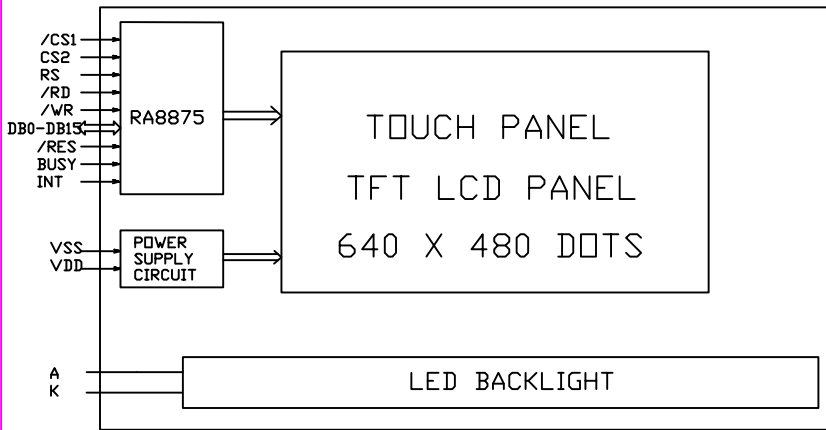 /CS1
CS2
RS
/RD
/WR
DB0-DB15
/RES
BUSY
INT
RA8875
TOUCH PANEL
TFT LCD PANEL
640 X 480 DOTS
VSS
VDD
POWER
SUPPLY
CIRCUIT
A
K
LED BACKLIGHT